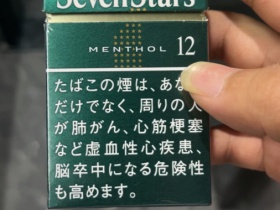 SevenStars
MENTHOL 12
たばこの煙は、あな
だけでなく、周りの人
が肺がん、心筋梗塞
など虚血性心疾患、
脳卒中になる危険性
も高めます。